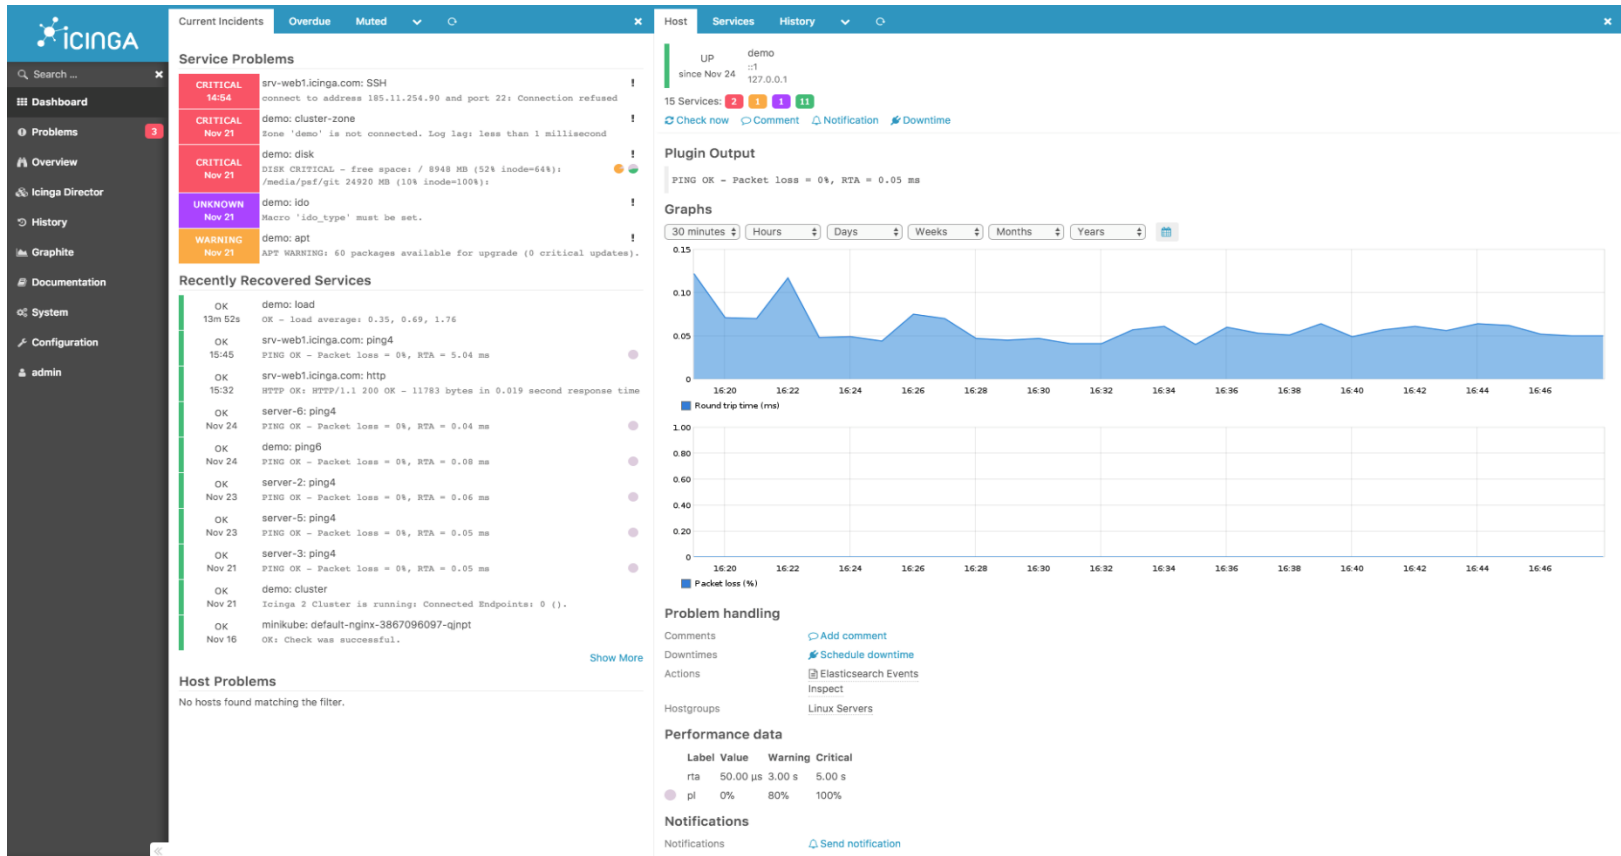 ICINGA
Search ...
Dashboard
Problems 3
Overview
Icinga Director
History
Graphite
Documentation
System
Configuration
admin
Current Incidents Overdue Muted
Service Problems
CRITICAL srv-web1.icinga.com: SSH
14:54 connect to address 185.11.254.90 and port 22: Connection refused
CRITICAL demo: cluster-zone
Nov 21 Zone 'demo' is not connected. Log lag: less than 1 millisecond
demo: disk
CRITICAL DISK CRITICAL - free space: / 8948 MB (52% inode=64%):
Nov 21 /media/psf/git 24920 MB (10% inode=100%):
UNKNOWN demo: ido
Nov 21 Macro 'ido_type' must be set.
WARNING demo: apt
Nov 21 APT WARNING: 60 packages available for upgrade (0 critical updates).
Recently Recovered Services
OK demo: load
13m 52s OK - load average: 0.35, 0.69, 1.76
OK srv-web1.icinga.com: ping4
15:45 PING OK - Packet loss = 0%, RTA = 5.04 ms
OK srv-web1.icinga.com: http
15:32 HTTP OK: HTTP/1.1 200 OK - 11783 bytes in 0.019 second response time
OK server-6: ping4
Nov 24 PING OK - Packet loss = 0%, RTA = 0.04 ms
OK demo: ping6
Nov 24 PING OK - Packet loss = 0%, RTA = 0.08 ms
OK server-2: ping4
Nov 23 PING OK - Packet loss = 0%, RTA = 0.06 ms
OK server-5: ping4
Nov 23 PING OK - Packet loss = 0%, RTA = 0.05 ms
OK server-3: ping4
Nov 21 PING OK - Packet loss = 0%, RTA = 0.05 ms
OK demo: cluster
Nov 21 Icinga 2 Cluster is running: Connected Endpoints: 0 ().
OK minikube: default-nginx-3867096097-qjnpt
Nov 16 OK: Check was successful.
Show More
Host Problems
No hosts found matching the filter.
Host Services History
UP demo
since Nov 24 ::1
127.0.0.1
15 Services: 2 1 1 11
Check now Comment Notification Downtime
Plugin Output
PING OK - Packet loss = 0%, RTA = 0.05 ms
Graphs
30 minutes Hours Days Weeks Months Years
0.15
0.10
0.05
0
16:20 16:22 16:24 16:26 16:28 16:30 16:32 16:34 16:36 16:38 16:40 16:42 16:44 16:46
Round trip time (ms)
1.00
0.80
0.60
0.40
0.20
0
16:20 16:22 16:24 16:26 16:28 16:30 16:32 16:34 16:36 16:38 16:40 16:42 16:44 16:46
Packet loss (%)
Problem handling
Comments Add comment
Downtimes Schedule downtime
Actions Elasticsearch Events
Inspect
Hostgroups Linux Servers
Performance data
Label Value Warning Critical
rta 50.00 µs 3.00 s 5.00 s
pl 0% 80% 100%
Notifications
Notifications Send notification